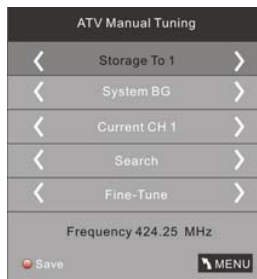 ATV Manual Tuning
Storage To 1
System BG
Current CH 1
Search
Fine-Tune
Frequency 424.25 MHz
Save
MENU